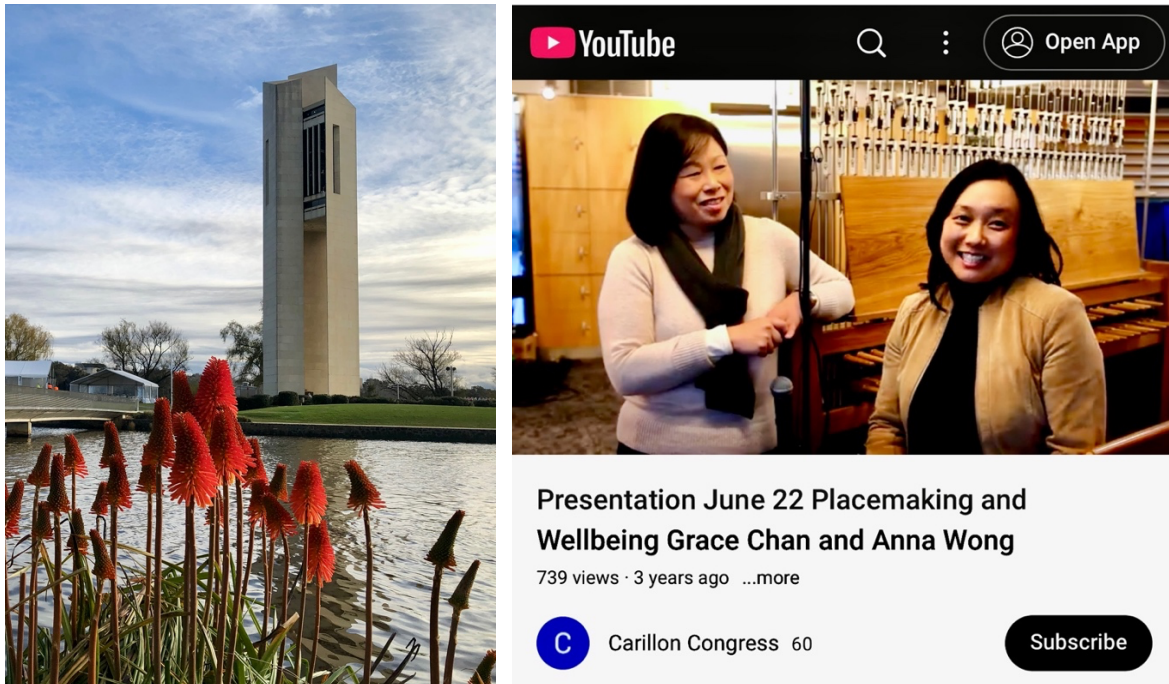 YouTube
Open App
Presentation June 22 Placemaking and
Wellbeing Grace Chan and Anna Wong
739 views · 3 years ago ...more
C
Carillon Congress 60
Subscribe